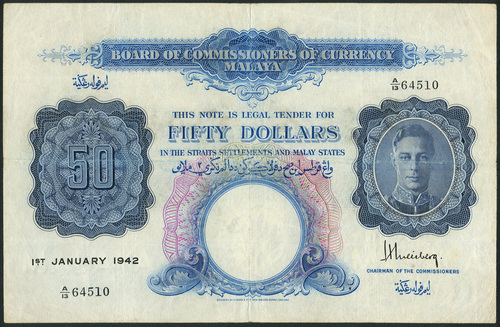 BOARD OF COMMISSIONERS OF CURRENCY
MALAYA
A/13 64510
THIS NOTE IS LEGAL TENDER FOR
FIFTY DOLLARS
IN THE STRAITS SETTLEMENTS AND MALAY STATES
50
1ST JANUARY 1942
CHAIRMAN OF THE COMMISSIONERS
A/13 64510